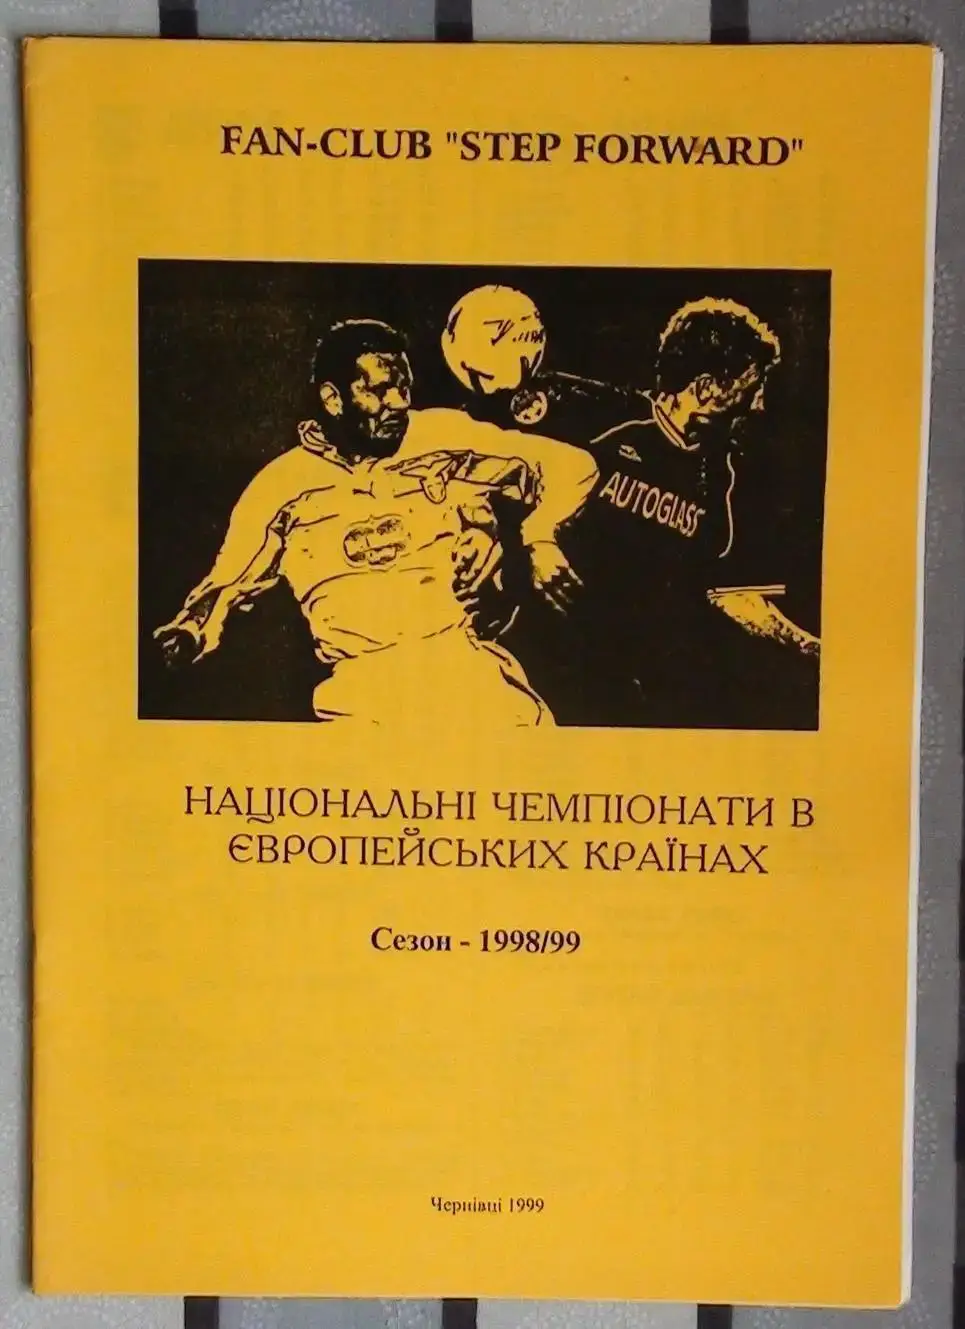 FAN-CLUB "STEP FORWARD"
AUTOGLASS
НАЦІОНАЛЬНІ ЧЕМПІОНАТИ В
ЄВРОПЕЙСЬКИХ КРАЇНАХ
Сезон - 1998/99
Чернівці 1999